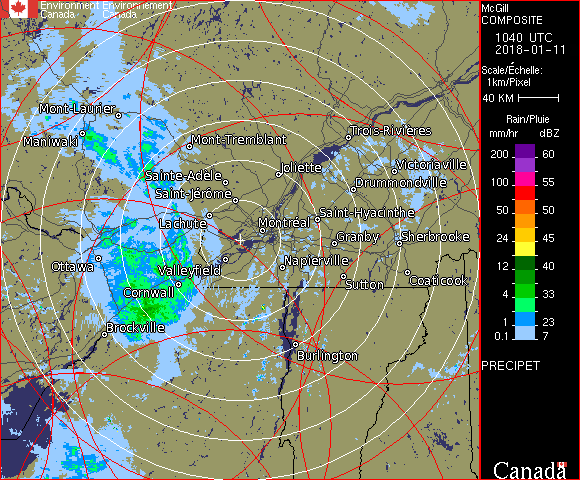 Environment Environnement
Canada Canada
McGill
COMPOSITE
1040 UTC
2018-01-11
Scale/Échelle:
1km/Pixel
40 KM
Rain/Pluie
mm/hr dBZ
200 60
150 57
100 55
50 50
24 45
12 40
4 33
1 23
0.1 7
PRECIPET
Canada
Mont-Laurier
Maniwaki
Mont-Tremblant
Trois-Rivières
Joliette
Victoriaville
Sainte-Adèle
Drummondville
Saint-Jérôme
Lachute
Saint-Hyacinthe
Montréal
Granby
Sherbrooke
Ottawa
Valleyfield
Napierville
Coaticook
Sutton
Cornwall
Brockville
Burlington